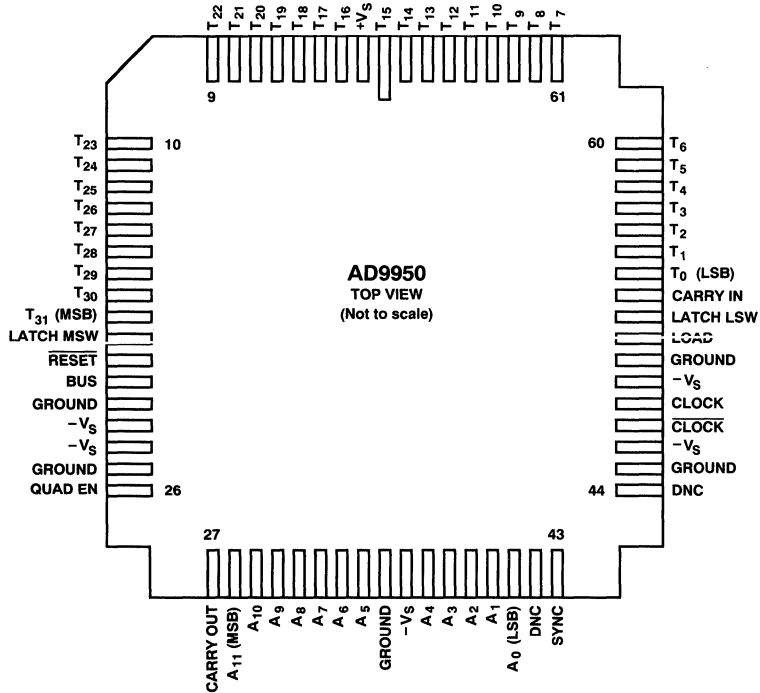 T22 T21 T20 T19 T18 T17 T16 +VS T15 T14 T13 T12 T11 T10 T9 T8 T7
9 61
T23 10 60 T6
T24 T5
T25 T4
T26 T3
T27 T2
T28 T1
T29 AD9950 T0 (LSB)
T30 TOP VIEW CARRY IN
T31 (MSB) (Not to scale) LATCH LSW
LATCH MSW LOAD
RESET GROUND
BUS –VS
GROUND CLOCK
–VS CLOCK
–VS –VS
GROUND GROUND
QUAD EN 26 44 DNC
27 43
CARRY OUT A11 (MSB) A10 A9 A8 A7 A6 A5 GROUND –VS A4 A3 A2 A1 A0 (LSB) DNC SYNC